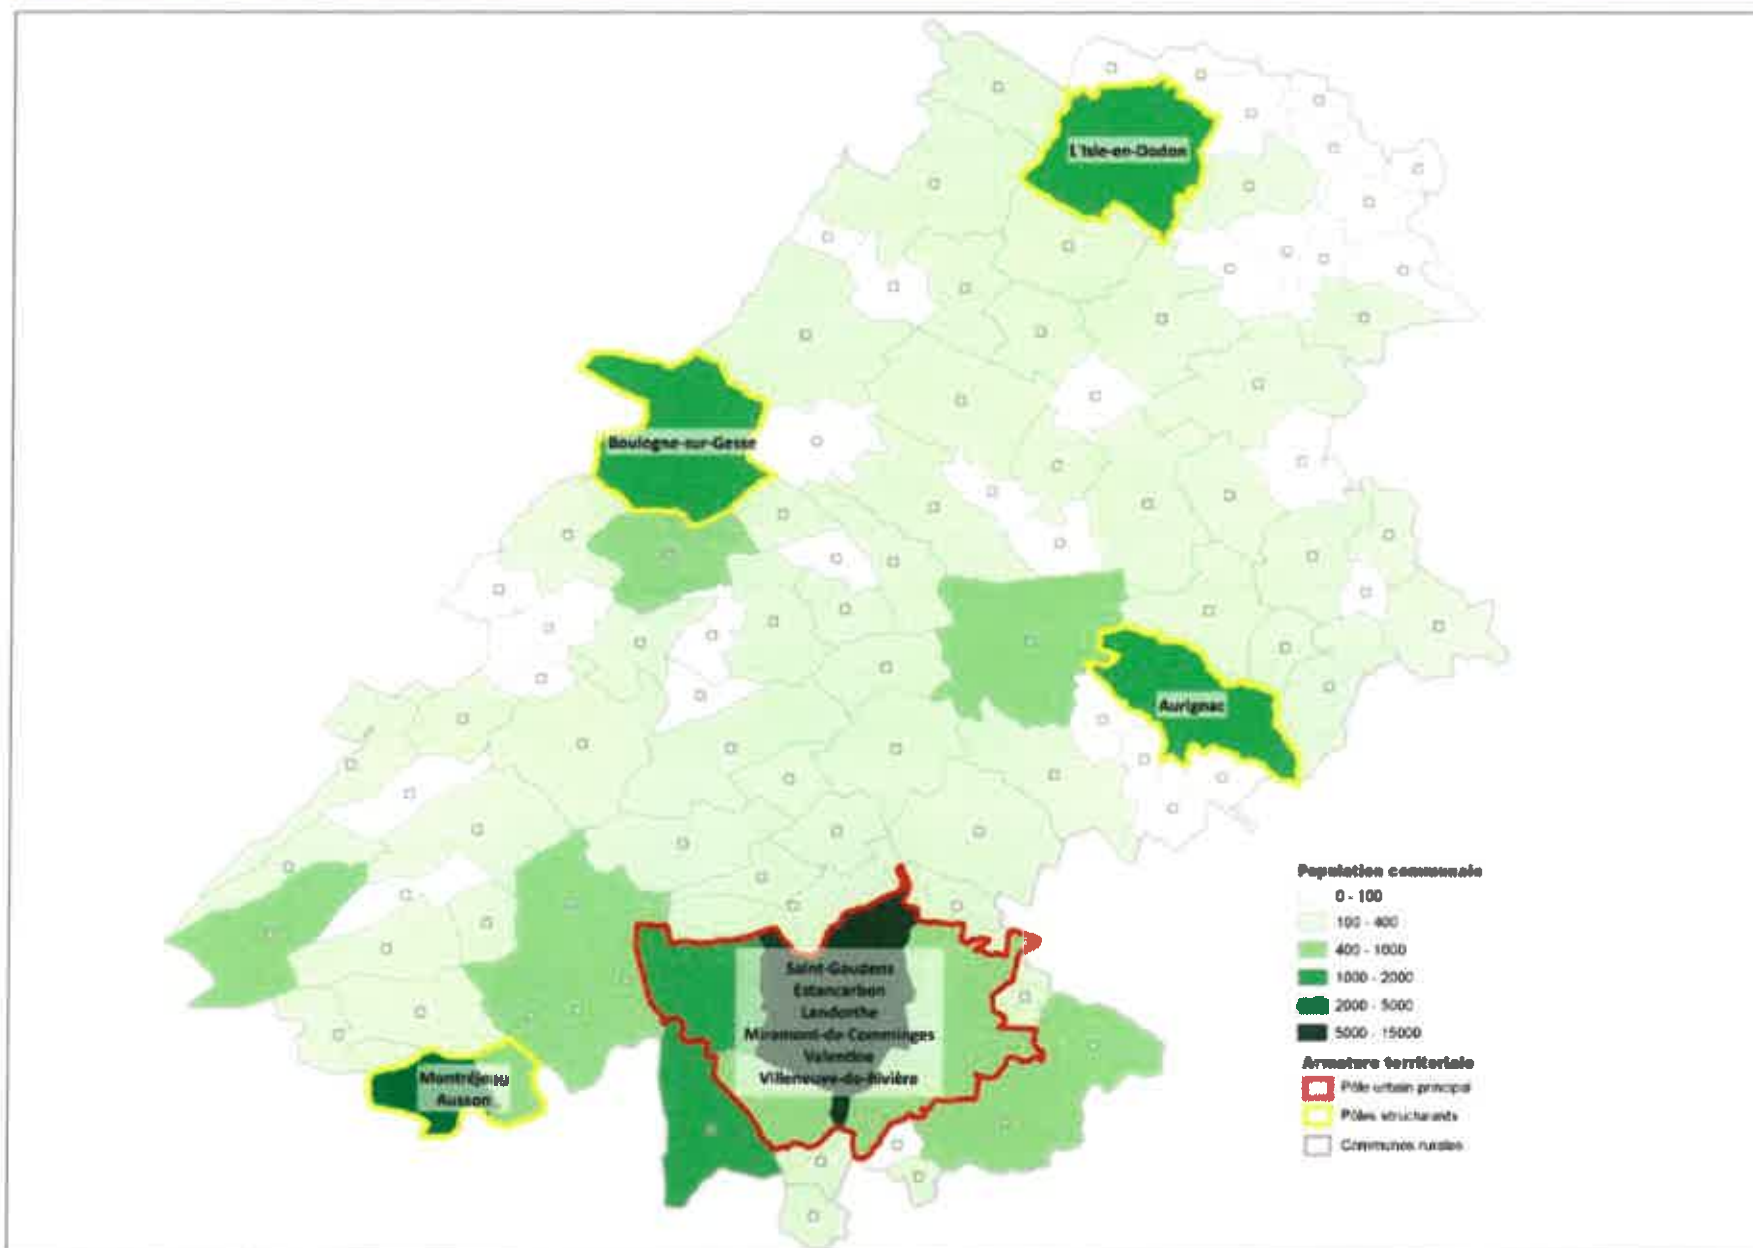 L'Isle-en-Dodon
Boulogne-sur-Gesse
Aurignac
Saint-Gaudens
Estancarbon
Landorthe
Miramont-de-Comminges
Valentine
Villeneuve-de-Rivière
Montréjeau
Ausson
Population communale
0 - 100
100 - 400
400 - 1000
1000 - 2000
2000 - 5000
5000 - 15000
Armature territoriale
Pôle urbain principal
Pôles structurants
Communes rurales